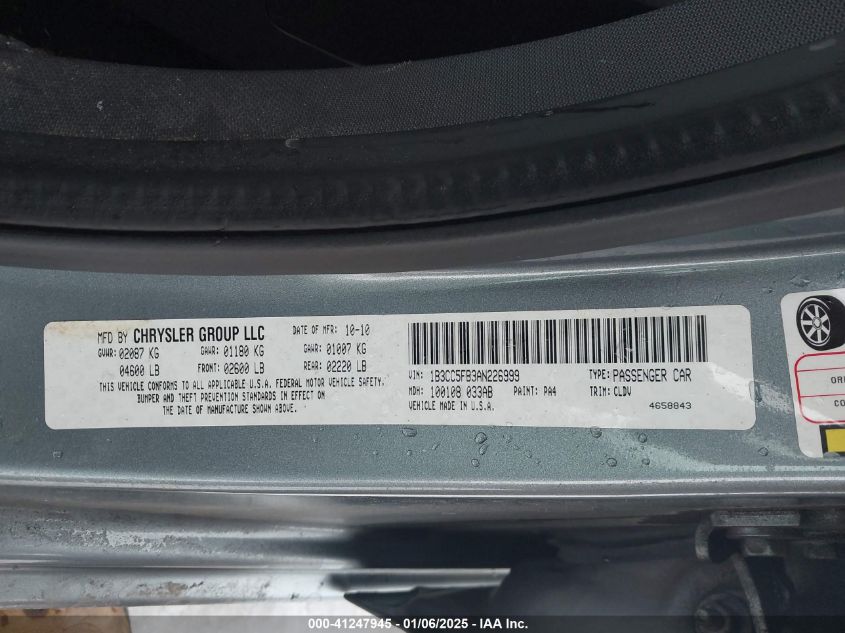 MFD BY CHRYSLER GROUP LLC DATE OF MFR: 10-10
GVWR: 02087 KG GAWR: 01180 KG GAWR: 01007 KG
04600 LB FRONT: 02600 LB REAR: 02220 LB
THIS VEHICLE CONFORMS TO ALL APPLICABLE U.S.A. FEDERAL MOTOR VEHICLE SAFETY,
BUMPER AND THEFT PREVENTION STANDARDS IN EFFECT ON
THE DATE OF MANUFACTURE SHOWN ABOVE.
VIN: 1B3CC5FB3AN226999 TYPE: PASSENGER CAR
MDH: 100108 033AB PAINT: PA4 TRIM: CLDV
VEHICLE MADE IN U.S.A. 4658843
000-41247945 - 01/06/2025 - IAA Inc.